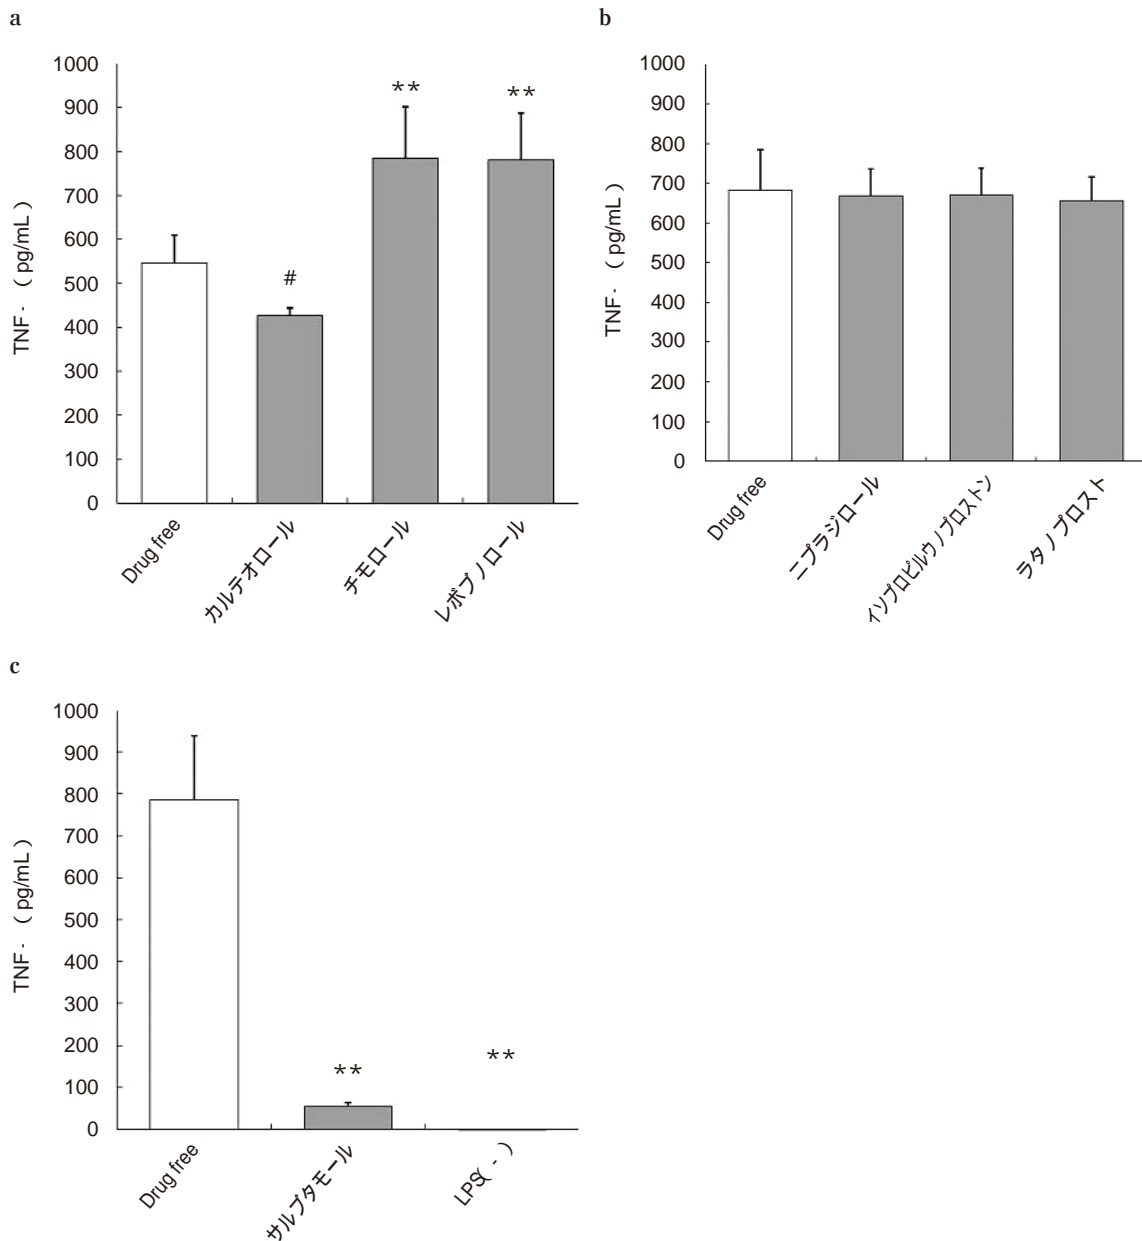 a
1000
900
800
700
600
500
400
300
200
100
0
TNF - （ pg/mL ）
**
**
#
Drug free
カルテオロール
チモロール
レボブノロール
b
1000
900
800
700
600
500
400
300
200
100
0
TNF - （ pg/mL ）
Drug free
ニプラジロール
イソプロピルウノプロストン
ラタノプロスト
c
1000
900
800
700
600
500
400
300
200
100
0
TNF - （ pg/mL ）
**
**
Drug free
サルブタモール
LPS( - )